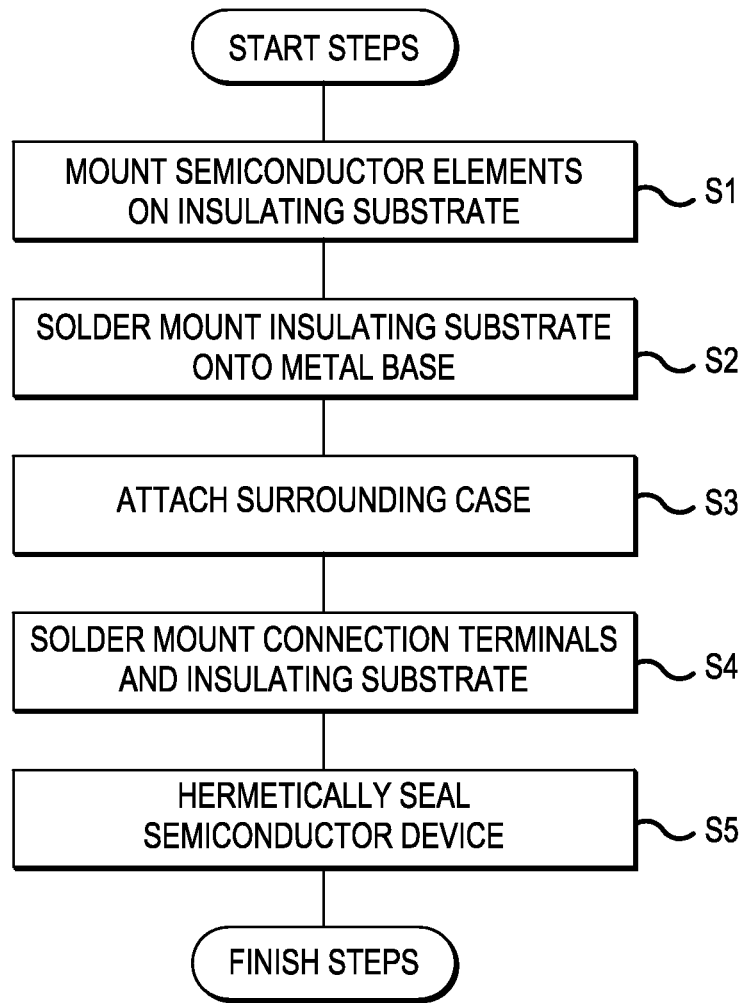 START STEPS
MOUNT SEMICONDUCTOR ELEMENTS
ON INSULATING SUBSTRATE
S1
SOLDER MOUNT INSULATING SUBSTRATE
ONTO METAL BASE
S2
ATTACH SURROUNDING CASE
S3
SOLDER MOUNT CONNECTION TERMINALS
AND INSULATING SUBSTRATE
S4
HERMETICALLY SEAL
SEMICONDUCTOR DEVICE
S5
FINISH STEPS